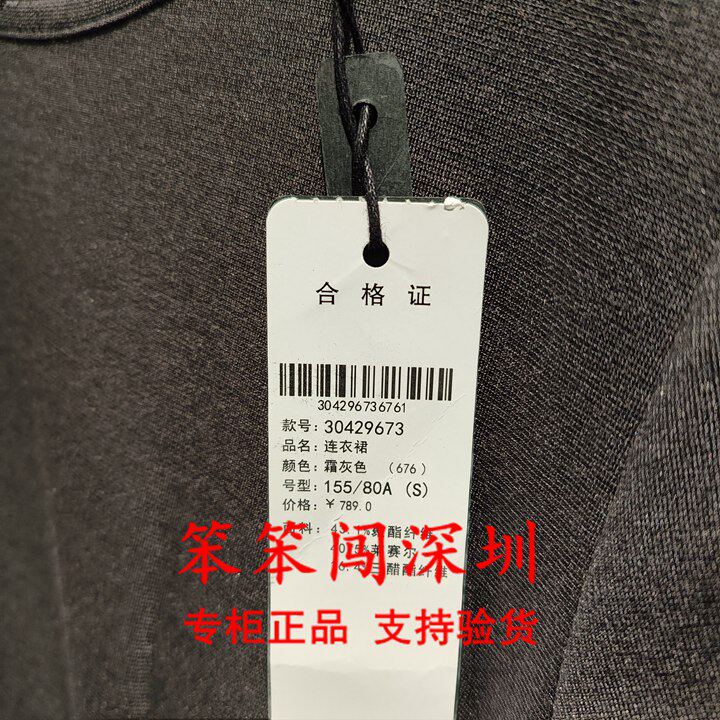 合格证
304296736761
款号：30429673
品名：连衣裙
颜色：霜灰色 （676）
号型：155/80A (S)
价格：￥ 789.0
笨笨闯深圳
专柜正品 支持验货